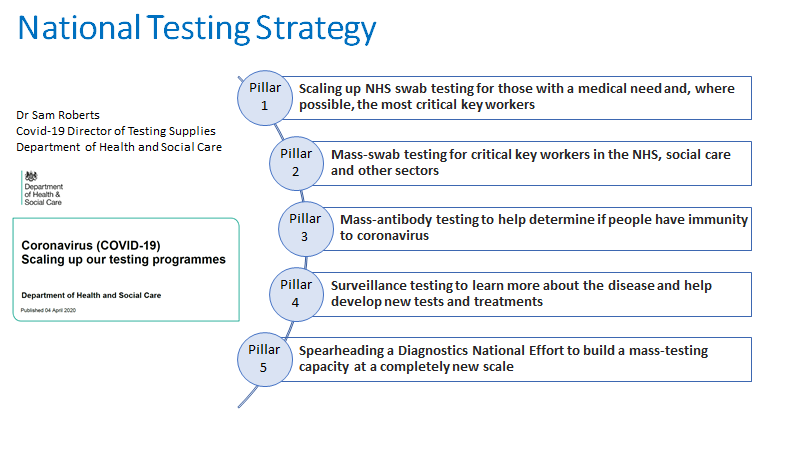 National Testing Strategy
Dr Sam Roberts
Covid-19 Director of Testing Supplies
Department of Health and Social Care
Department
of Health &
Social Care
Coronavirus (COVID-19)
Scaling up our testing programmes
Department of Health and Social Care
Published 04 April 2020
Pillar
1
Scaling up NHS swab testing for those with a medical need and, where
possible, the most critical key workers
Pillar
2
Mass-swab testing for critical key workers in the NHS, social care
and other sectors
Pillar
3
Mass-antibody testing to help determine if people have immunity
to coronavirus
Pillar
4
Surveillance testing to learn more about the disease and help
develop new tests and treatments
Pillar
5
Spearheading a Diagnostics National Effort to build a mass-testing
capacity at a completely new scale